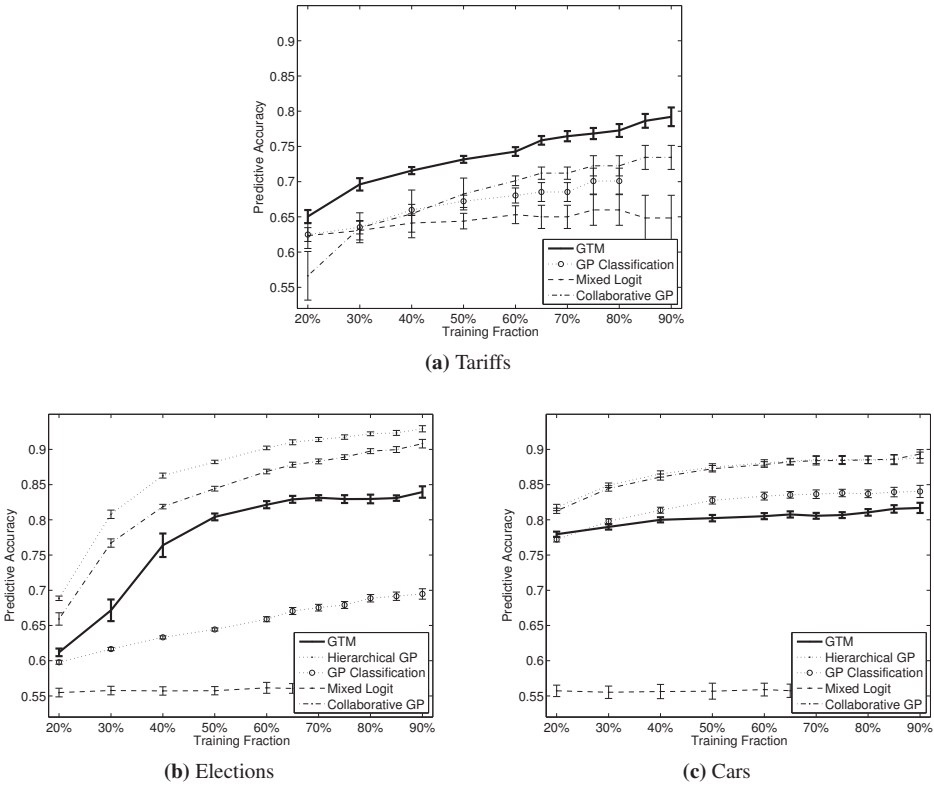 0.9
0.85
0.8
0.75
0.7
0.65
0.6
0.55
Predictive Accuracy
GTM
GP Classification
Mixed Logit
Collaborative GP
20% 30% 40% 50% 60% 70% 80% 90%
Training Fraction
(a) Tariffs
0.9
0.85
0.8
0.75
0.7
0.65
0.6
0.55
Predictive Accuracy
GTM
Hierarchical GP
GP Classification
Mixed Logit
Collaborative GP
20% 30% 40% 50% 60% 70% 80% 90%
Training Fraction
(b) Elections
0.9
0.85
0.8
0.75
0.7
0.65
0.6
0.55
Predictive Accuracy
GTM
Hierarchical GP
GP Classification
Mixed Logit
Collaborative GP
20% 30% 40% 50% 60% 70% 80% 90%
Training Fraction
(c) Cars